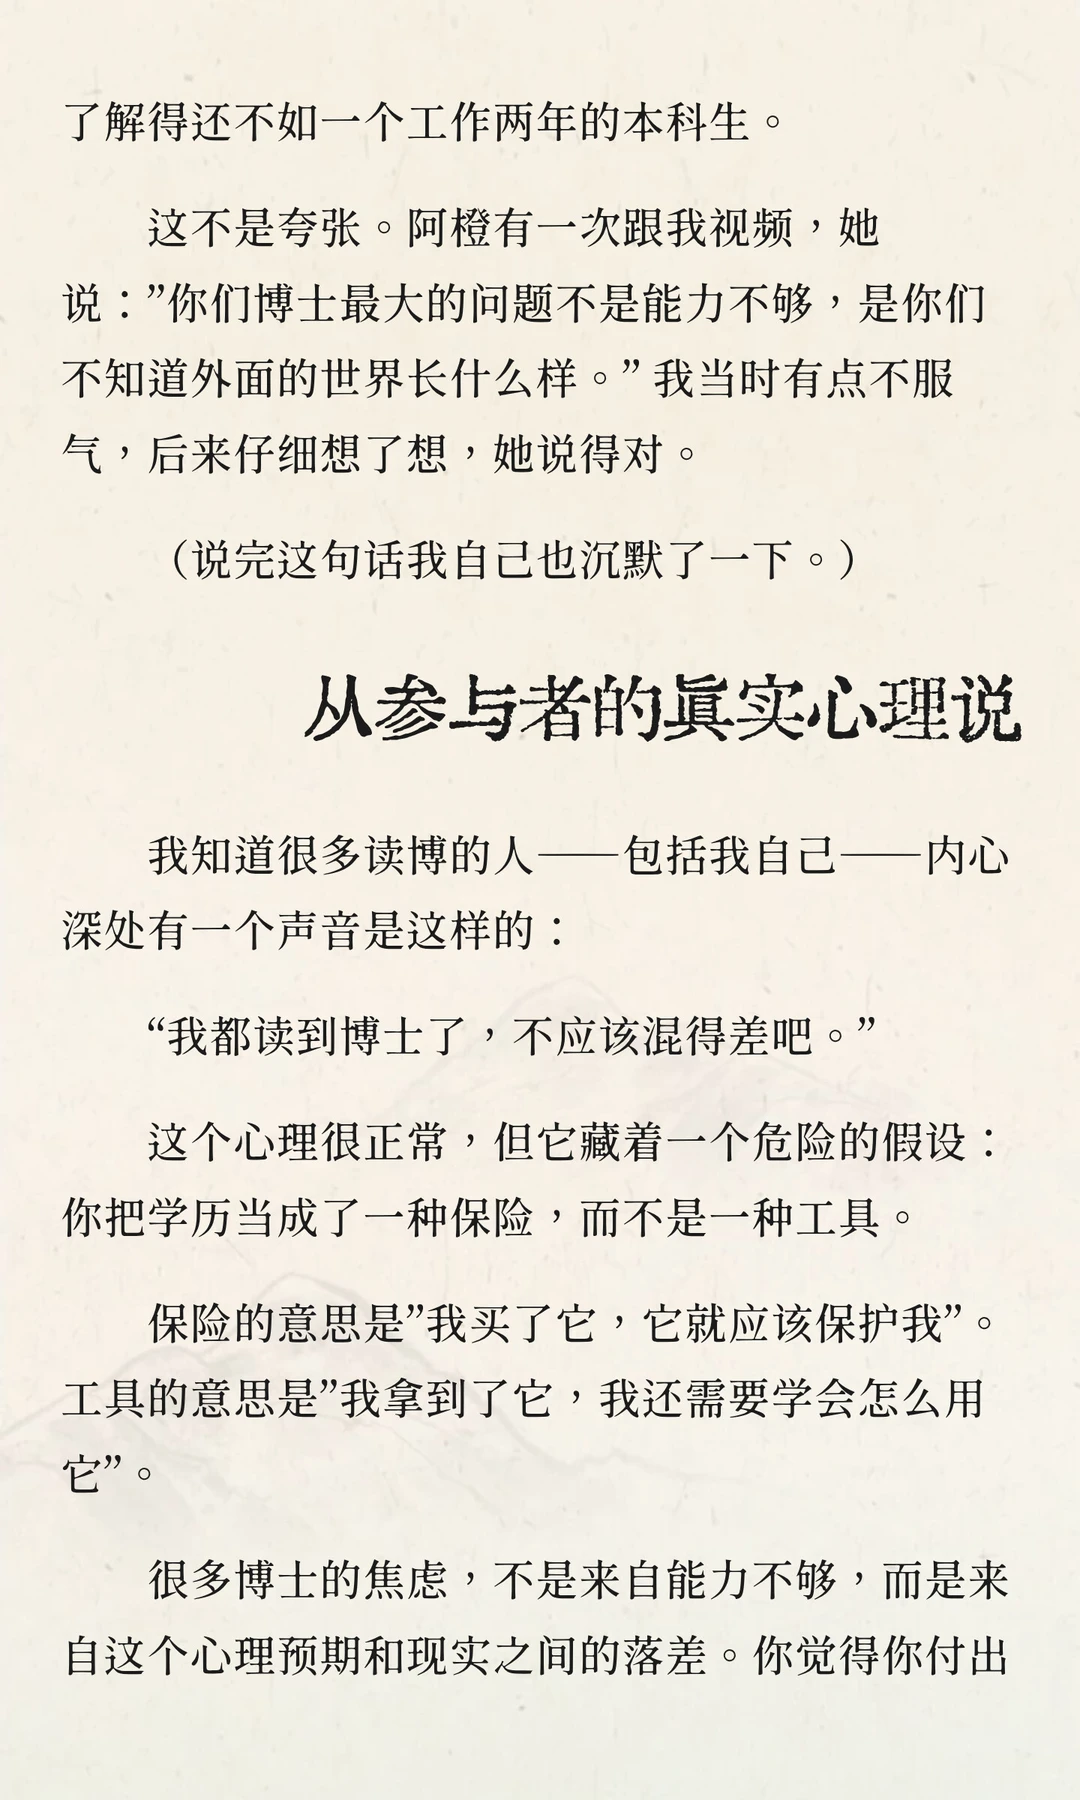 了解得还不如一个工作两年的本科生。
这不是夸张。阿橙有一次跟我视频，她
说：”你们博士最大的问题不是能力不够，是你们
不知道外面的世界长什么样。” 我当时有点不服
气，后来仔细想了想，她说得对。
（说完这句话我自己也沉默了一下。）
从参与者的眞实心理说
我知道很多读博的人——包括我自己——内心
深处有一个声音是这样的：
“我都读到博士了，不应该混得差吧。”
这个心理很正常，但它藏着一个危险的假设：
你把学历当成了一种保险，而不是一种工具。
保险的意思是”我买了它，它就应该保护我”。
工具的意思是”我拿到了它，我还需要学会怎么用
它”。
很多博士的焦虑，不是来自能力不够，而是来
自这个心理预期和现实之间的落差。你觉得你付出